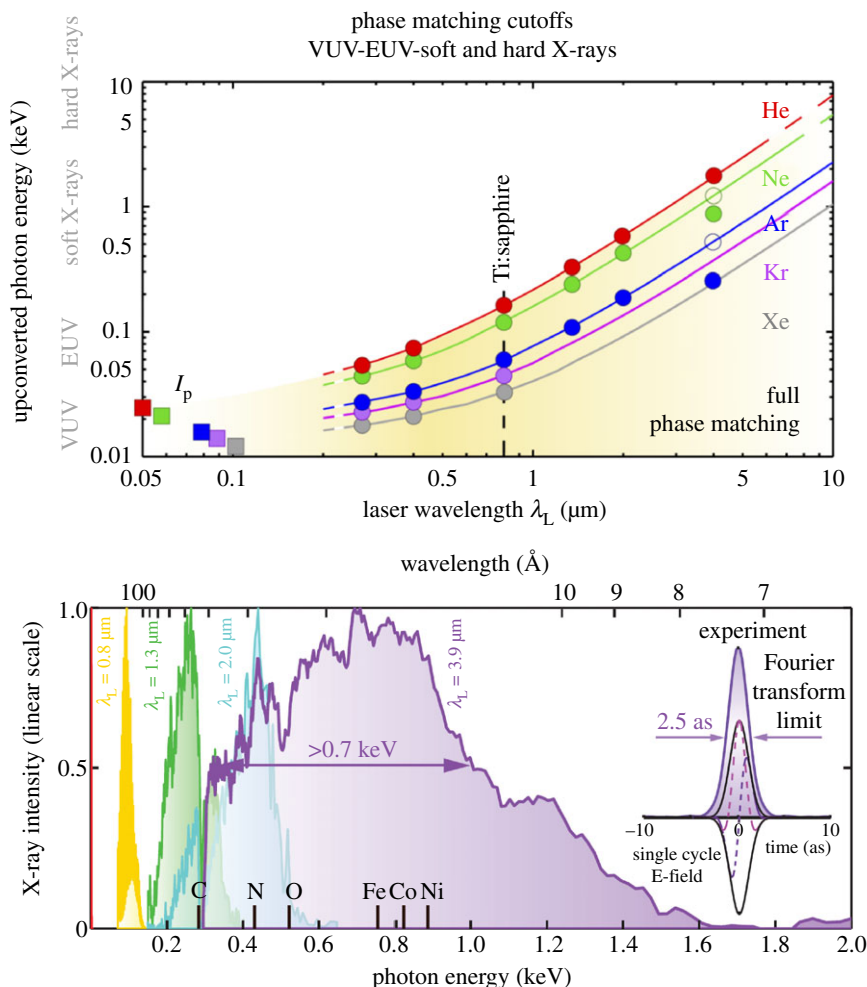 phase matching cutoffs
VUV-EUV-soft and hard X-rays
upconverted photon energy (keV)
VUV EUV soft X-rays hard X-rays
10
5
1
0.5
0.1
0.05
0.01
He
Ne
Ar
Kr
Xe
Ti:sapphire
I_p
full
phase matching
0.05 0.1 0.5 1 5 10
laser wavelength λ_L (µm)
wavelength (Å)
100 10 9 8 7
X-ray intensity (linear scale)
1.0
0.5
0
λ_L = 0.8 µm
λ_L = 1.3 µm
λ_L = 2.0 µm
λ_L = 3.9 µm
>0.7 keV
experiment
Fourier
transform
limit
2.5 as
−10 0 10
single cycle
E-field
time (as)
C N O Fe Co Ni
0.2 0.4 0.6 0.8 1.0 1.2 1.4 1.6 1.8 2.0
photon energy (keV)